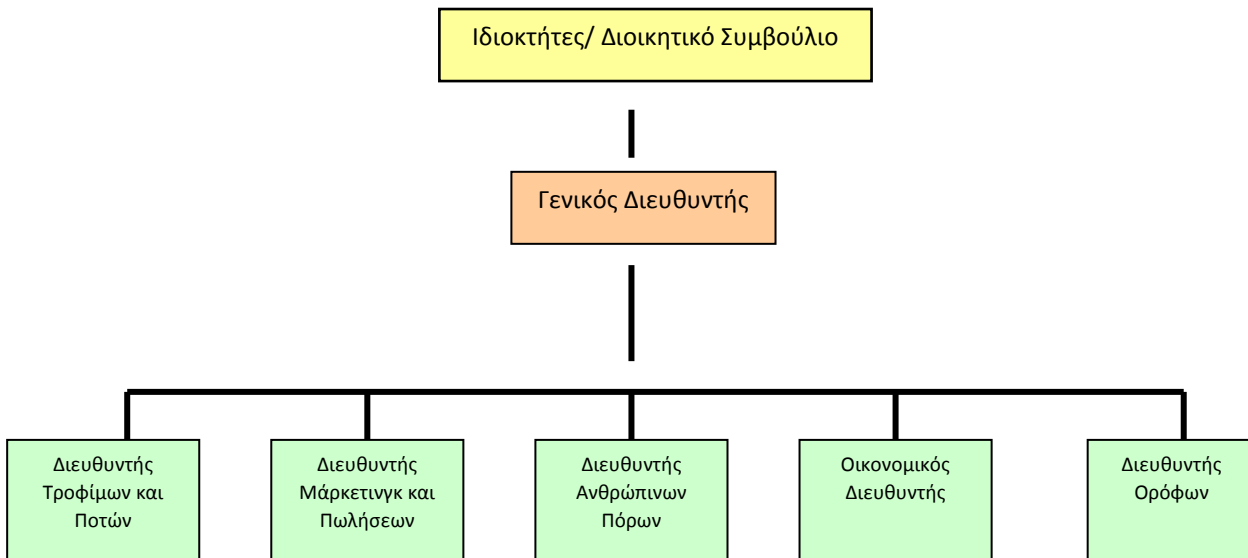 Ιδιοκτήτες/ Διοικητικό Συμβούλιο
Γενικός Διευθυντής
Διευθυντής
Τροφίμων και
Ποτών
Διευθυντής
Μάρκετινγκ και
Πωλήσεων
Διευθυντής
Ανθρώπινων
Πόρων
Οικονομικός
Διευθυντής
Διευθυντής
Ορόφων